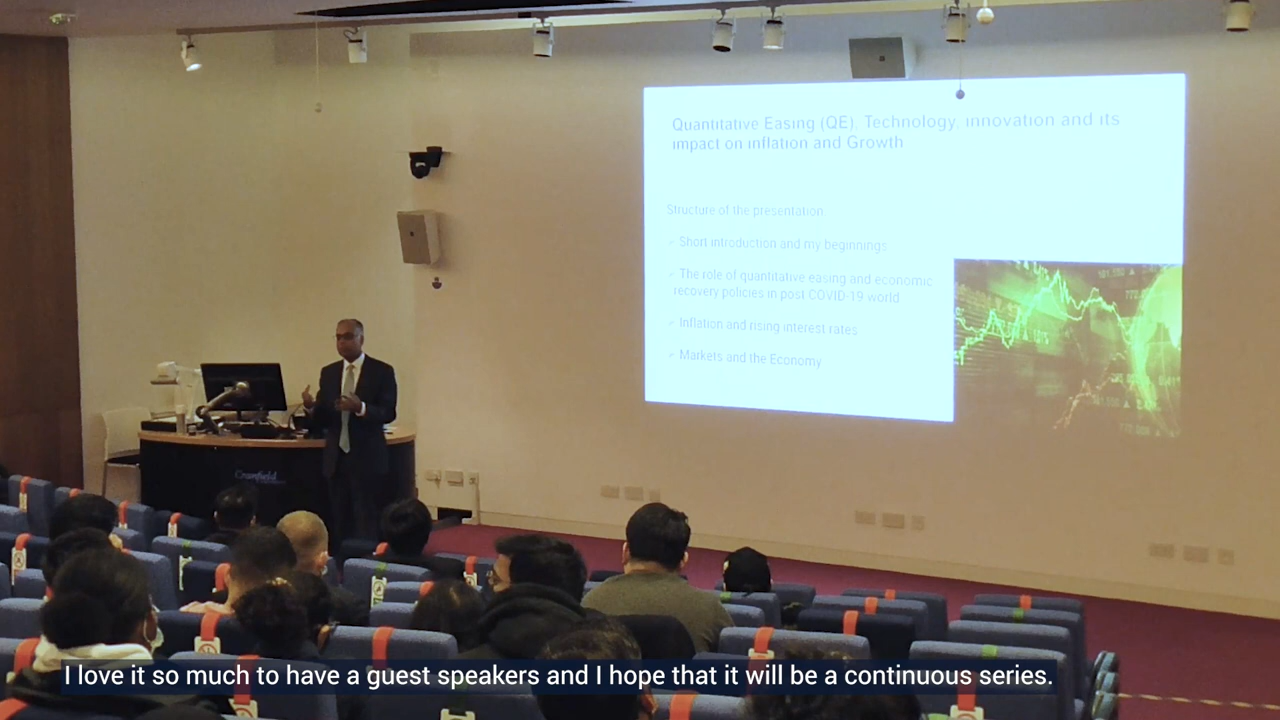 Quantitative Easing (QE), Technology, innovation and its
impact on inflation and Growth
Structure of the presentation
✓ Short introduction and my beginnings
✓ The role of quantitative easing and economic
recovery policies in post COVID-19 world
✓ Inflation and rising interest rates
✓ Markets and the Economy
Cranfield
I love it so much to have a guest speakers and I hope that it will be a continuous series.